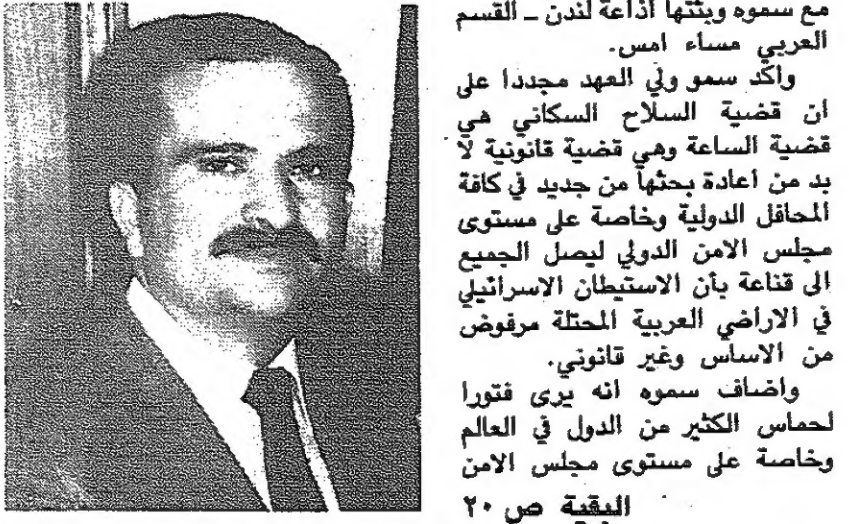 مع سموه وبثتها اذاعة لندن ــ القسم
العربي مساء امس.
واكد سمو ولي العهد مجددا على
ان قضية السلاح السكاني هي
قضية الساعة وهي قضية قانونية لا
بد من اعادة بحثها من جديد في كافة
المحافل الدولية وخاصة على مستوى
مجلس الامن الدولي ليصل الجميع
الى قناعة بأن الاستيطان الاسرائيلي
في الاراضي العربية المحتلة مرفوض
من الاساس وغير قانوني.
واضاف سموه انه يرى فتورا
لحماس الكثير من الدول في العالم
وخاصة على مستوى مجلس الامن
البقية ص ٢٠